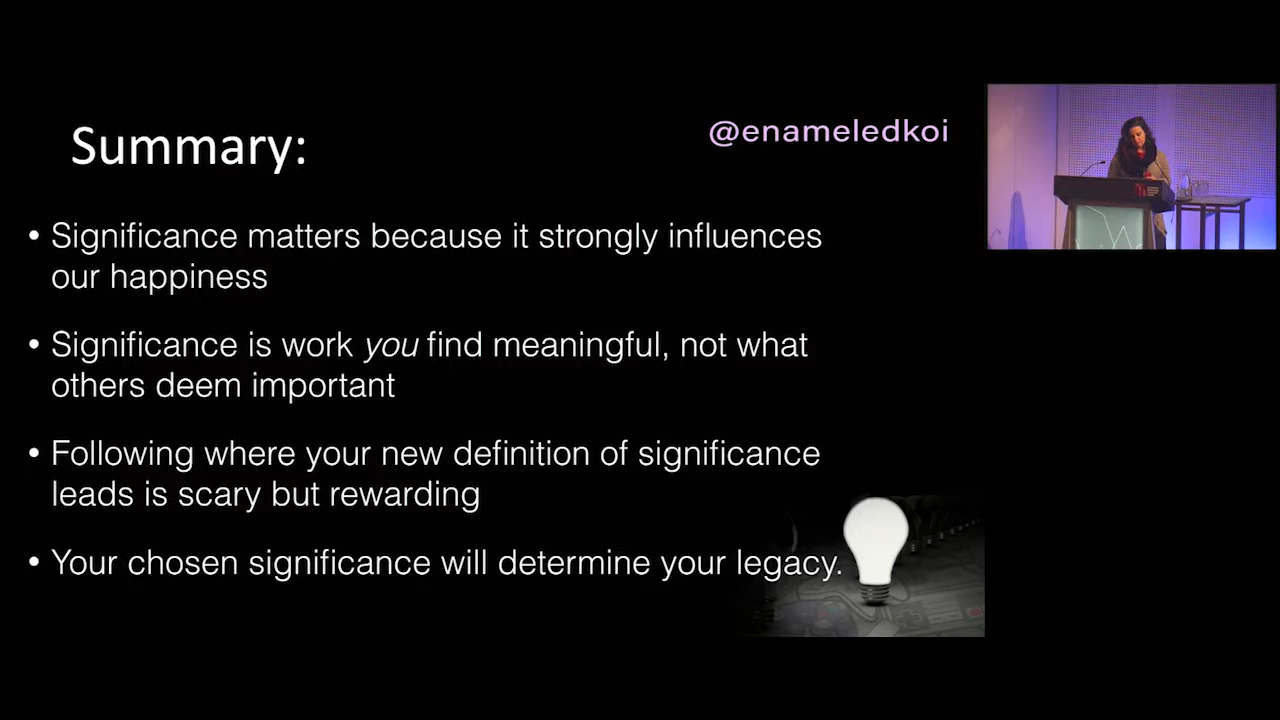 Summary:
@enameledkoi
• Significance matters because it strongly influences
our happiness
• Significance is work you find meaningful, not what
others deem important
• Following where your new definition of significance
leads is scary but rewarding
• Your chosen significance will determine your legacy.